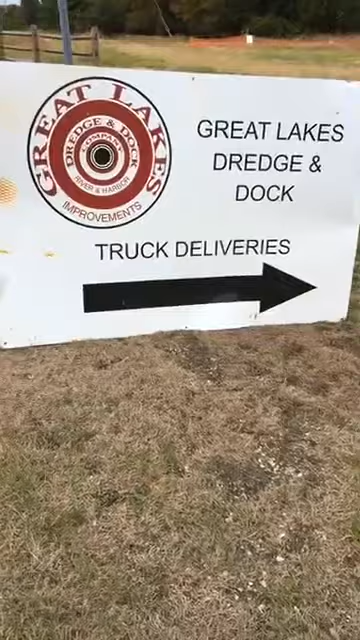 GREAT LAKES
DREDGE & DOCK
COMPANY
RIVER & HARBOR
IMPROVEMENTS
GREAT LAKES
DREDGE &
DOCK
TRUCK DELIVERIES